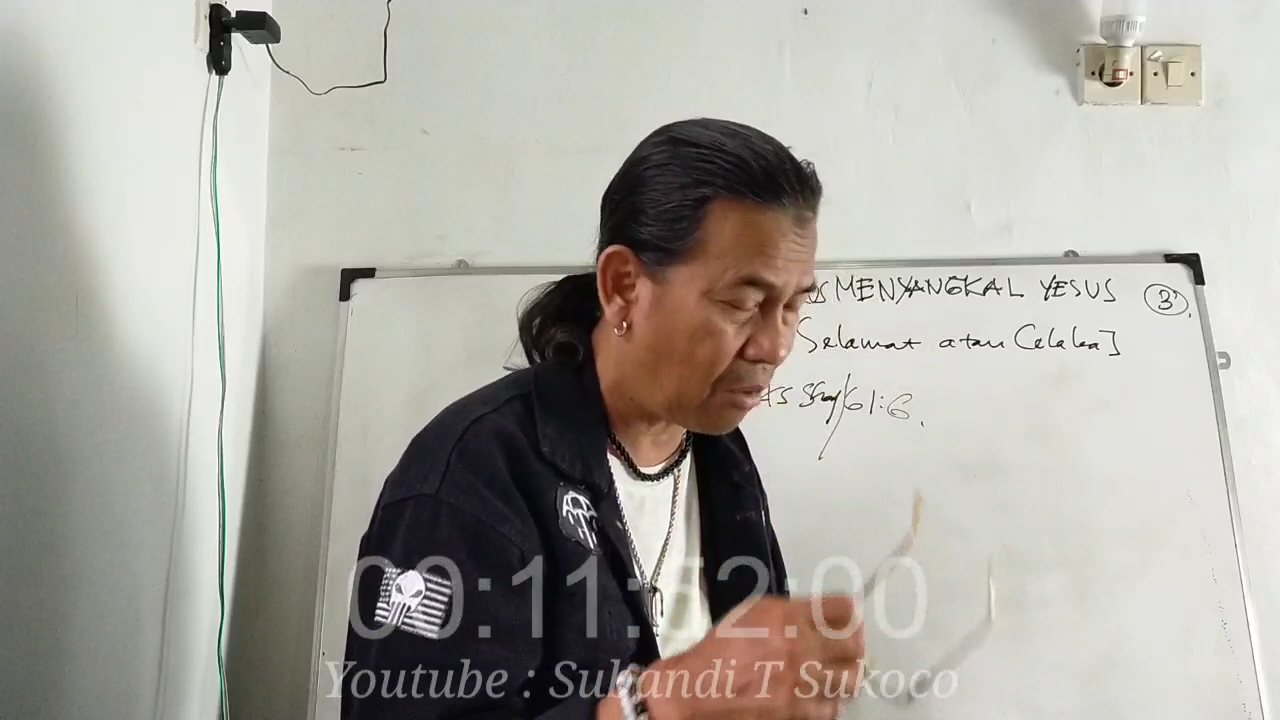 MENYANGKAL YESUS 3
Selamat atau Celaka]
61:6.
00:11:52:00
Youtube : Sukandi T Sukoco